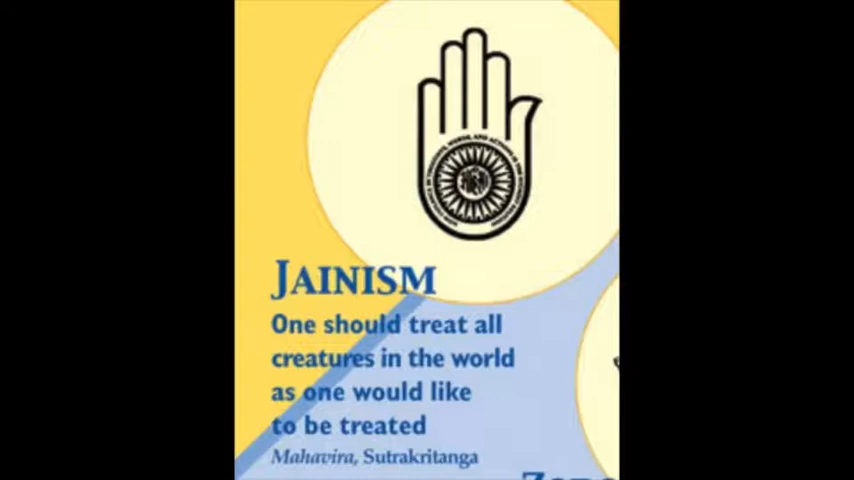 JAINISM
One should treat all
creatures in the world
as one would like
to be treated
Mahavira, Sutrakritanga